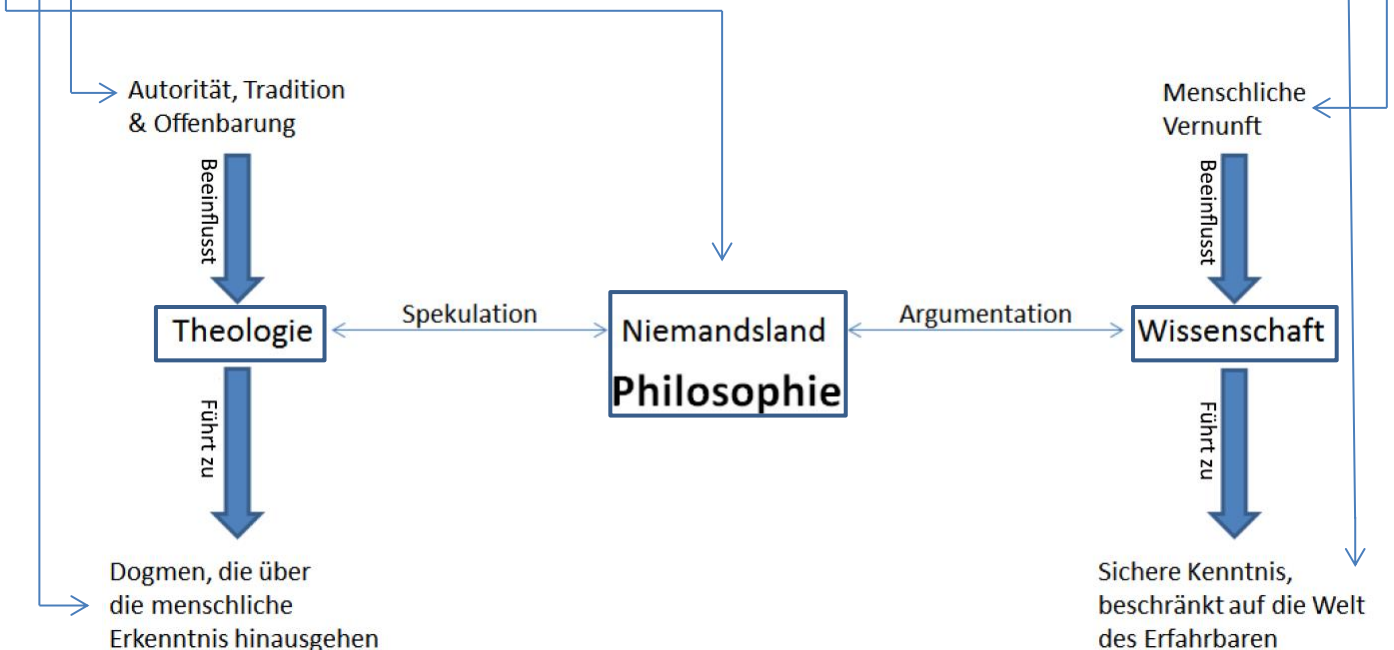 Autorität, Tradition
& Offenbarung
Menschliche
Vernunft
Beeinflusst
Beeinflusst
Theologie
Spekulation
Niemandsland
Philosophie
Argumentation
Wissenschaft
Führt zu
Führt zu
Dogmen, die über
die menschliche
Erkenntnis hinausgehen
Sichere Kenntnis,
beschränkt auf die Welt
des Erfahrbaren